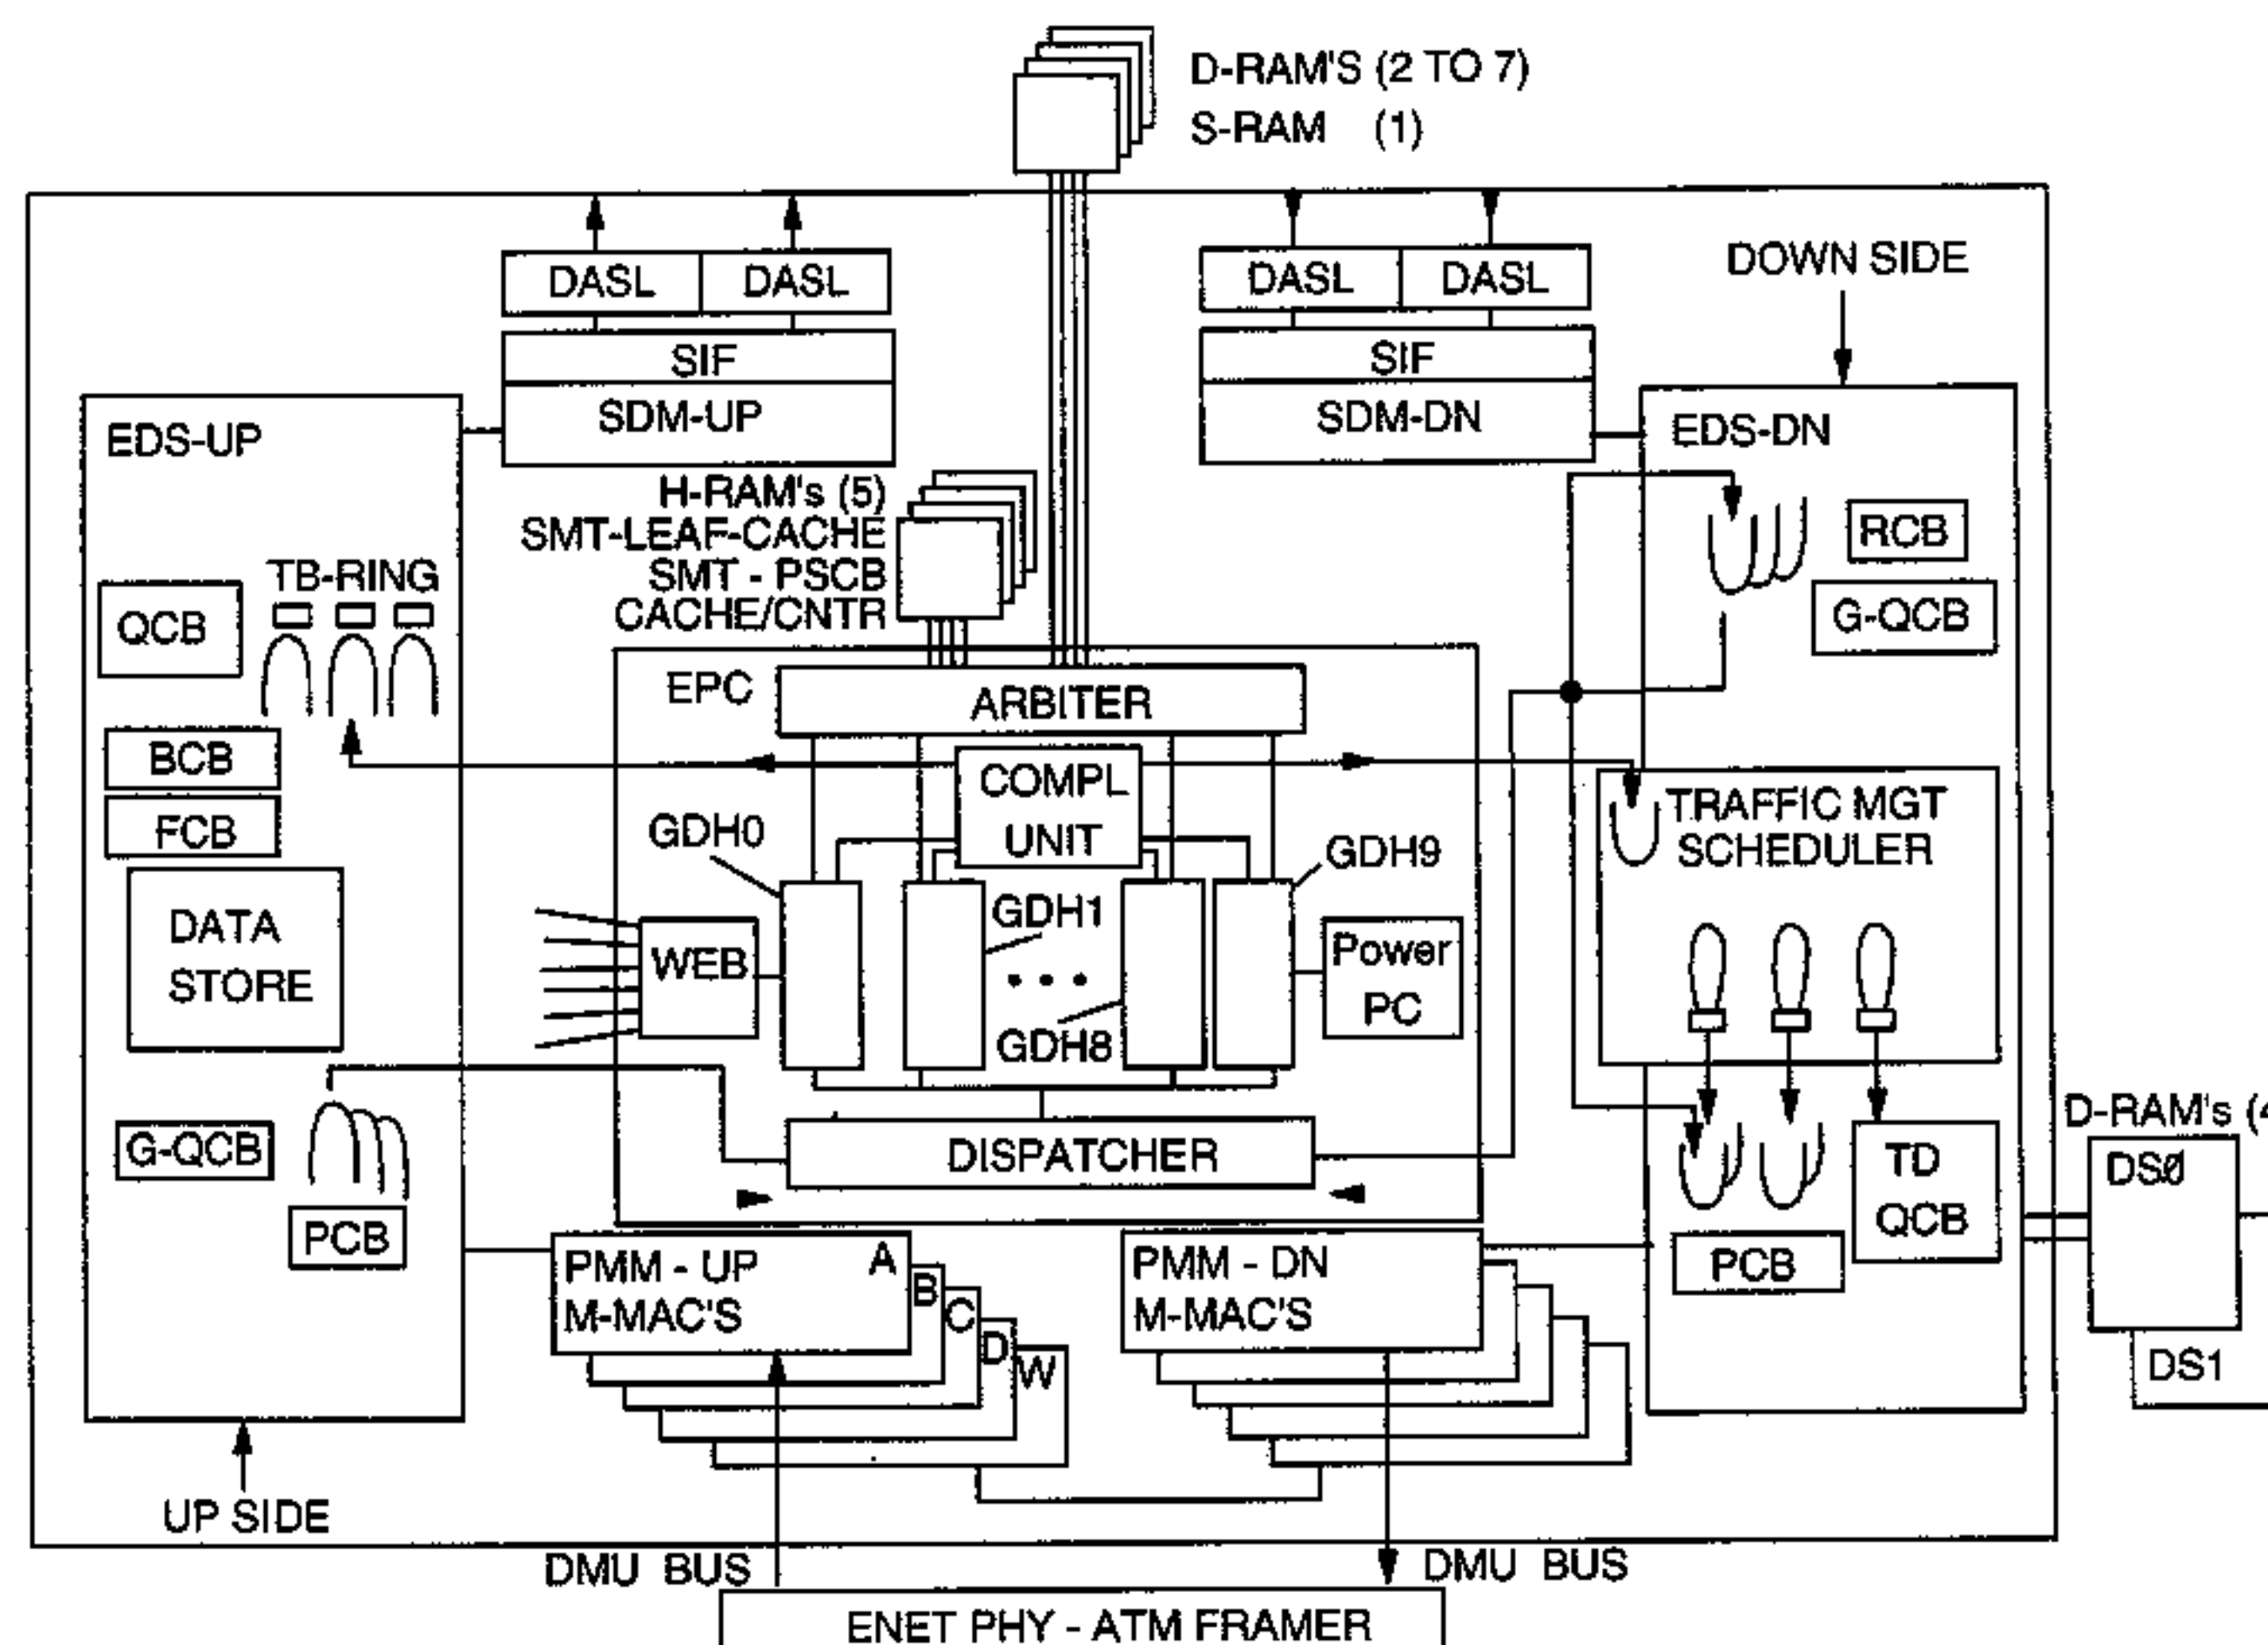 D-RAM'S (2 TO 7)
S-RAM (1)
DASL DASL
DASL DASL
DOWN SIDE
SIF
SDM-UP
SIF
SDM-DN
EDS-UP
EDS-DN
H-RAM's (5)
SMT-LEAF-CACHE
SMT - PSCB
CACHE/CNTR
RCB
G-QCB
TB-RING
QCB
BCB
FCB
DATA
STORE
G-QCB
PCB
EPC
ARBITER
COMPL
UNIT
GDH0
GDH9
GDH1
GDH8
WEB
Power
PC
DISPATCHER
TRAFFIC MGT
SCHEDULER
TD
QCB
PCB
D-RAM's (4
DSØ
DS1
PMM - UP A
M-MAC'S
B
C
D
W
PMM - DN
M-MAC'S
UP SIDE
DMU BUS
DMU BUS
ENET PHY - ATM FRAMER